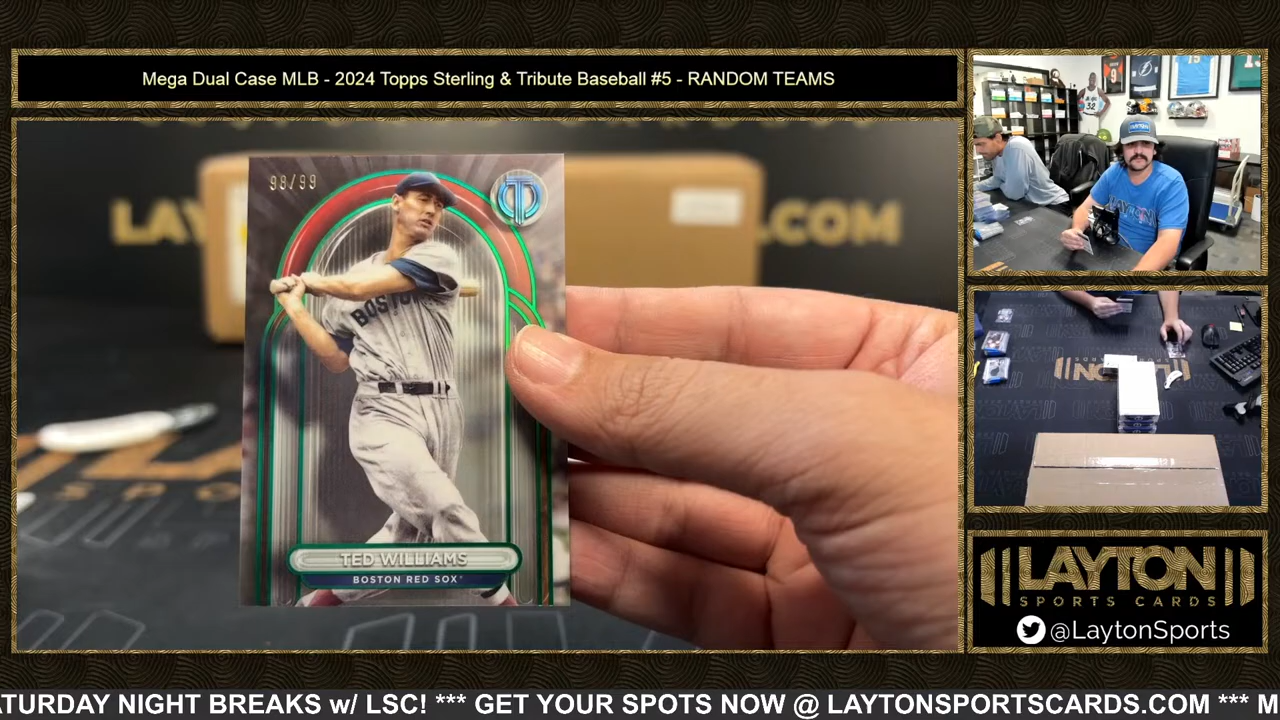 Mega Dual Case MLB - 2024 Topps Sterling & Tribute Baseball #5 - RANDOM TEAMS
98/99
BOSTON
TED WILLIAMS
BOSTON RED SOX
LAYTON
SPORTS CARDS
@LaytonSports
ATURDAY NIGHT BREAKS w/ LSC! *** GET YOUR SPOTS NOW @ LAYTONSPORTSCARDS.COM *** M